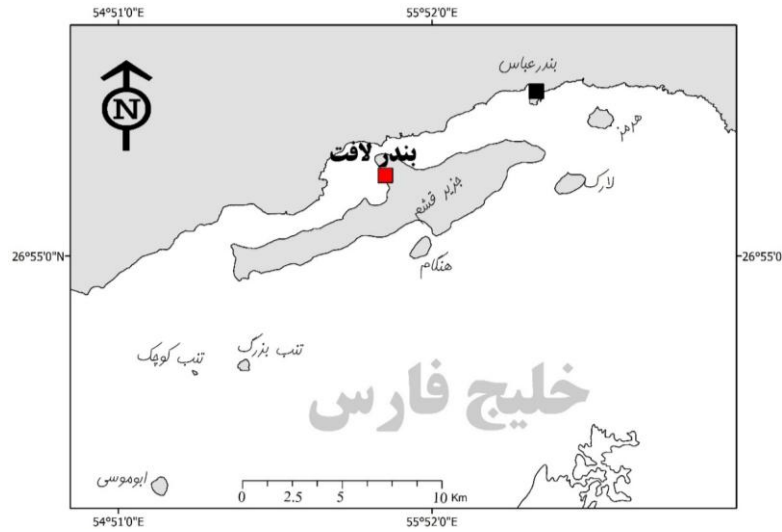 54°51'0"E
55°52'0"E
بندرعباس
N
هرمز
بندر لافت
لارک
جزیر قشم
هنگام
26°55'0"N
26°55'0
تنب بزرگ
تنب کوچک
خلیج فارس
ابوموسی
0 2.5 5 10 Km
54°51'0"E
55°52'0"E